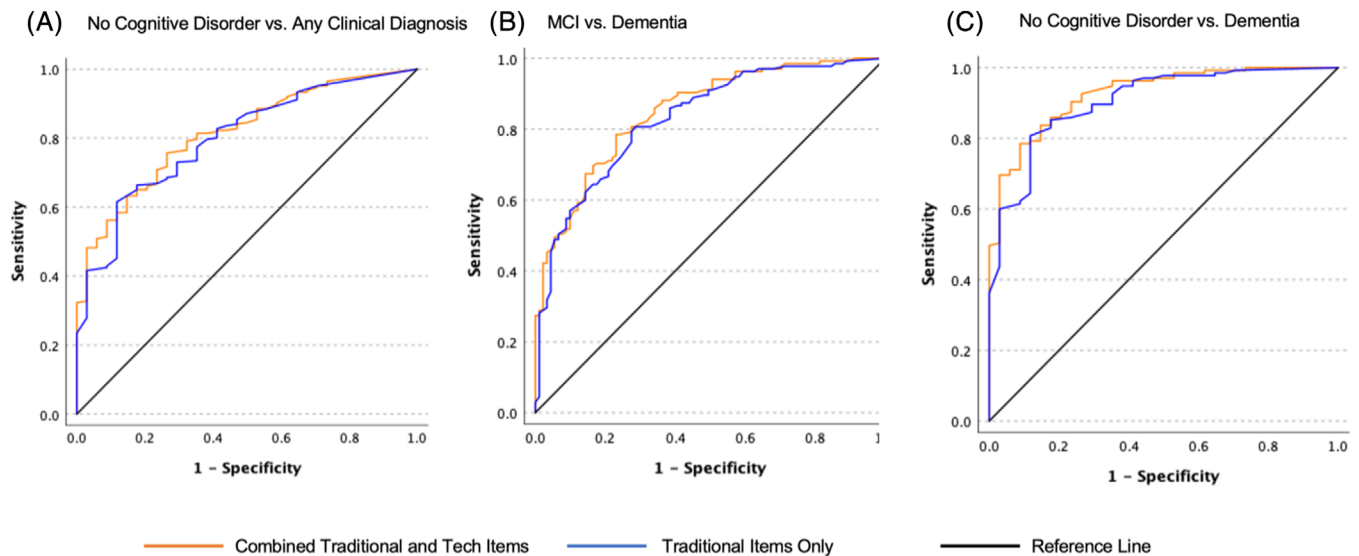 (A) No Cognitive Disorder vs. Any Clinical Diagnosis
1.0
0.8
0.6
0.4
0.2
0.0
Sensitivity
0.0 0.2 0.4 0.6 0.8 1.0
1 – Specificity
(B) MCI vs. Dementia
1.0
0.8
0.6
0.4
0.2
0.0
Sensitivity
0.0 0.2 0.4 0.6 0.8 1
1 – Specificity
(C) No Cognitive Disorder vs. Dementia
1.0
0.8
0.6
0.4
0.2
0.0
Sensitivity
0.0 0.2 0.4 0.6 0.8 1.0
1 – Specificity
Combined Traditional and Tech Items Traditional Items Only Reference Line